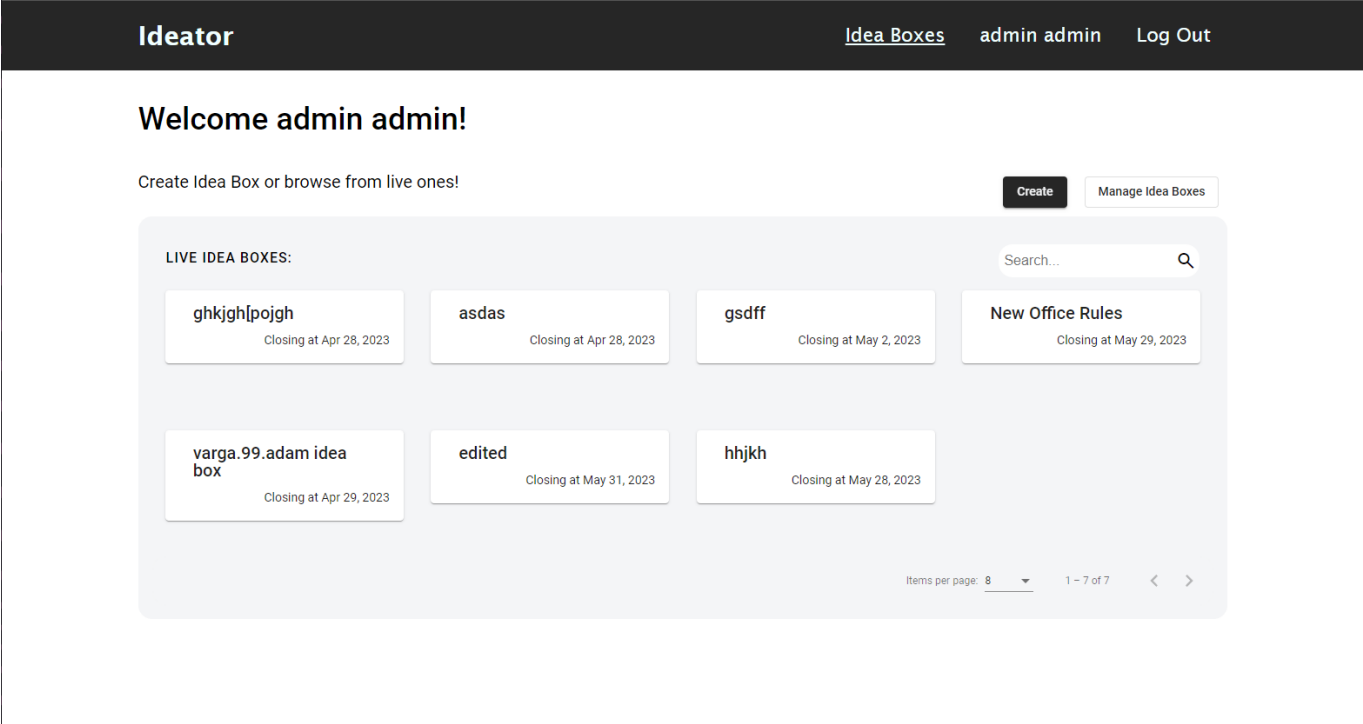 Ideator
Idea Boxes
admin admin
Log Out
Welcome admin admin!
Create Idea Box or browse from live ones!
Create
Manage Idea Boxes
LIVE IDEA BOXES:
Search...
ghkjgh[pojgh
Closing at Apr 28, 2023
asdas
Closing at Apr 28, 2023
gsdff
Closing at May 2, 2023
New Office Rules
Closing at May 29, 2023
varga.99.adam idea
box
Closing at Apr 29, 2023
edited
Closing at May 31, 2023
hhjkh
Closing at May 28, 2023
Items per page: 8
1 – 7 of 7